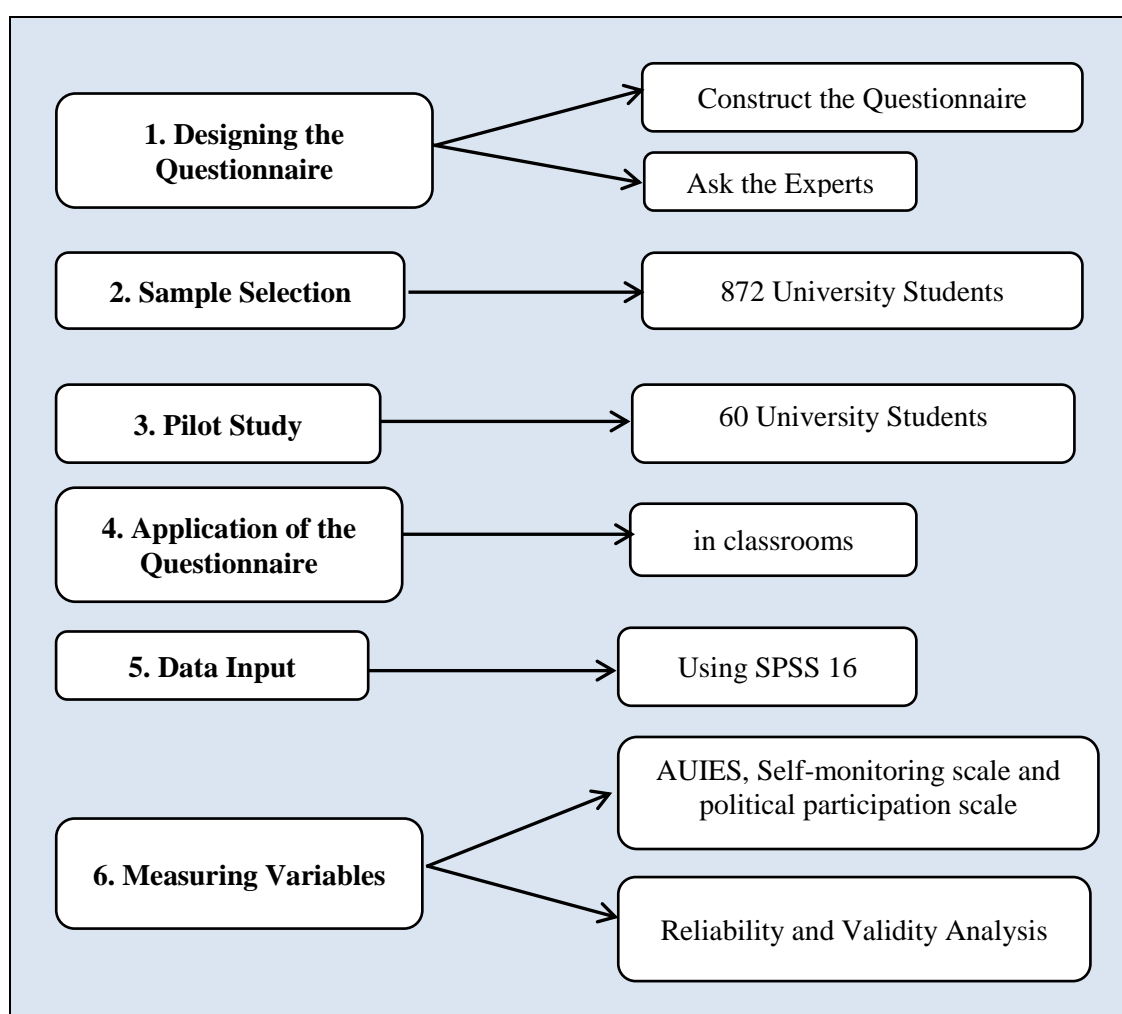 1. Designing the
Questionnaire
Construct the Questionnaire
Ask the Experts
2. Sample Selection
872 University Students
3. Pilot Study
60 University Students
4. Application of the
Questionnaire
in classrooms
5. Data Input
Using SPSS 16
6. Measuring Variables
AUIES, Self-monitoring scale and
political participation scale
Reliability and Validity Analysis